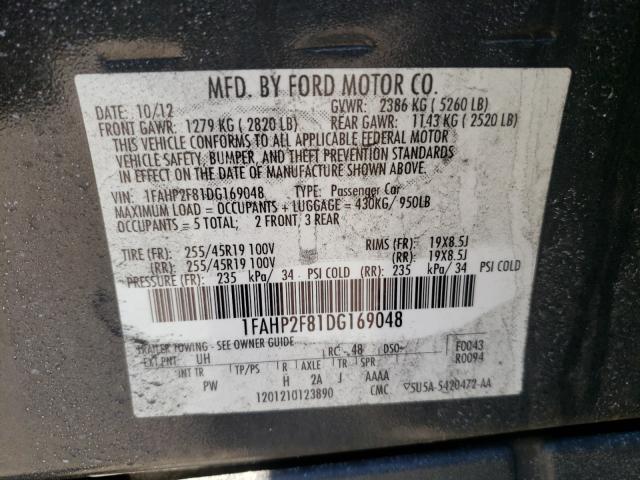 MFD. BY FORD MOTOR CO.
DATE: 10/12 GVWR: 2386 KG ( 5260 LB)
FRONT GAWR: 1279 KG ( 2820 LB) REAR GAWR: 1143 KG ( 2520 LB)
THIS VEHICLE CONFORMS TO ALL APPLICABLE FEDERAL MOTOR
VEHICLE SAFETY, BUMPER, AND THEFT PREVENTION STANDARDS
IN EFFECT ON THE DATE OF MANUFACTURE SHOWN ABOVE.
VIN: 1FAHP2F81DG169048 TYPE: Passenger Car
MAXIMUM LOAD = OCCUPANTS + LUGGAGE = 430KG/ 950LB
OCCUPANTS = 5 TOTAL; 2 FRONT, 3 REAR
TIRE (FR): 255/45R19 100V RIMS (FR): 19X8.5J
(RR): 255/45R19 100V (RR): 19X8.5J
PRESSURE (FR): 235 kPa/ 34 PSI COLD (RR): 235 kPa/ 34 PSI COLD
1FAHP2F81DG169048
TRAILER TOWING - SEE OWNER GUIDE
EXT PNT: UH RC: 48 DSO: F0043
R0094
INT TR TP/PS R AXLE TR SPR
PW H 2A J AAAA
1201210123890 CMC 5U5A-5420472-AA